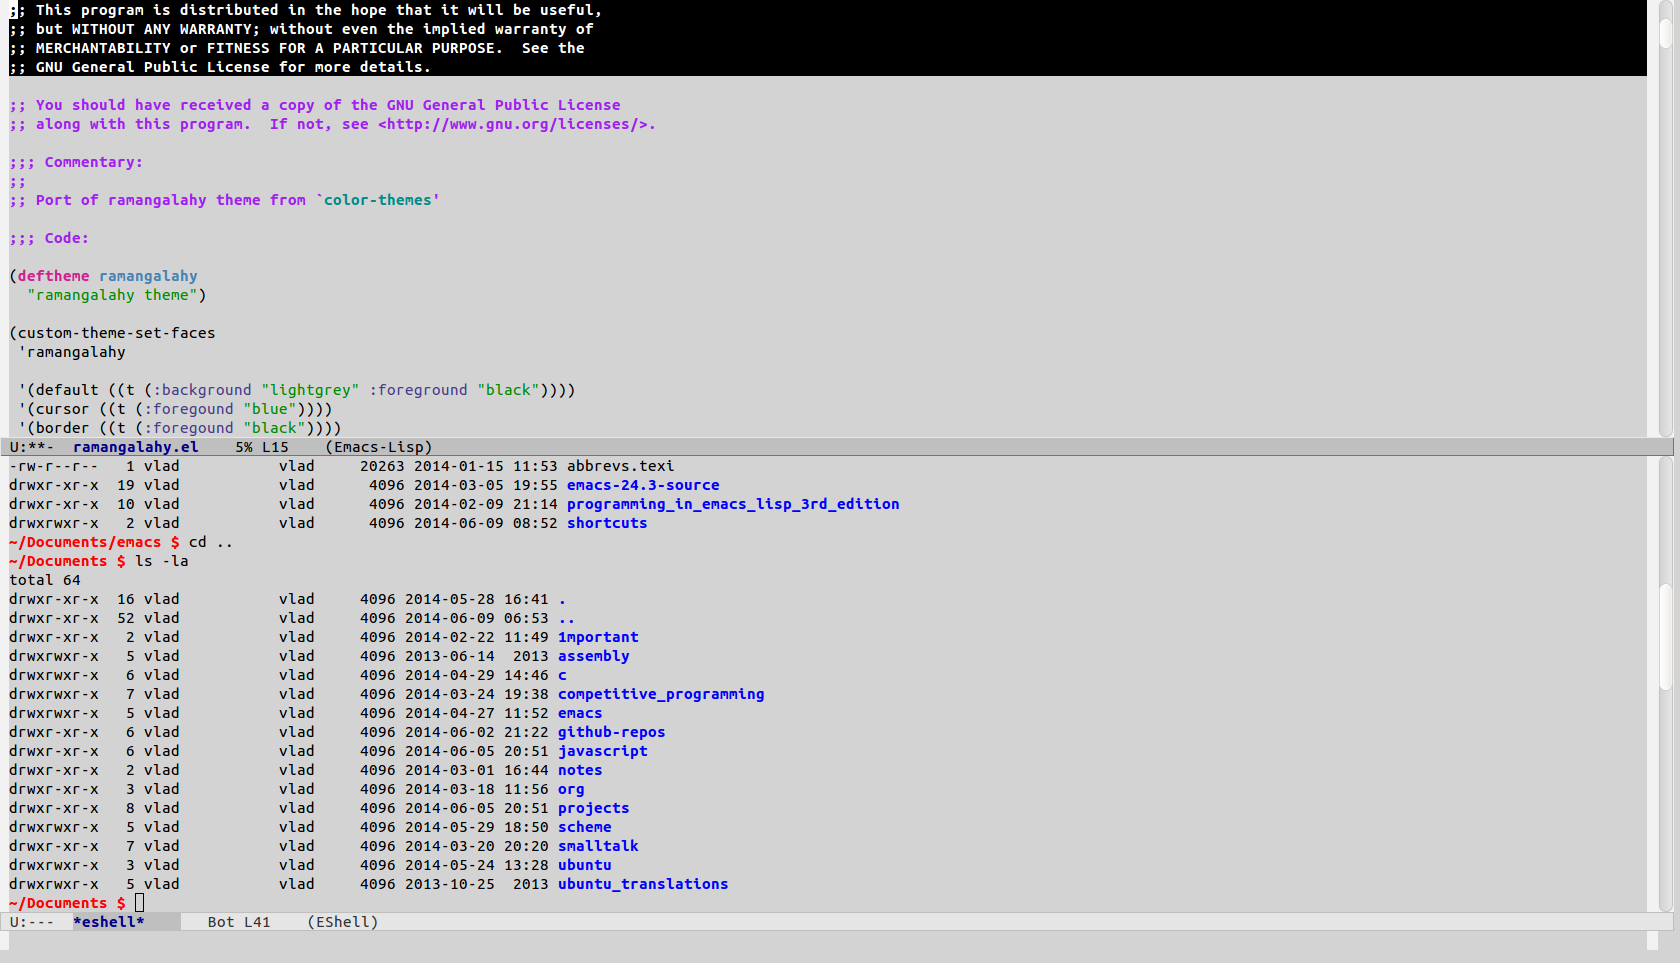 ;; This program is distributed in the hope that it will be useful,
;; but WITHOUT ANY WARRANTY; without even the implied warranty of
;; MERCHANTABILITY or FITNESS FOR A PARTICULAR PURPOSE.  See the
;; GNU General Public License for more details.

;; You should have received a copy of the GNU General Public License
;; along with this program.  If not, see <http://www.gnu.org/licenses/>.

;;; Commentary:
;;
;; Port of ramangalahy theme from `color-themes'

;;; Code:

(deftheme ramangalahy
  "ramangalahy theme")

(custom-theme-set-faces
 'ramangalahy

 '(default ((t (:background "lightgrey" :foreground "black"))))
 '(cursor ((t (:foregound "blue"))))
 '(border ((t (:foregound "black"))))
U:**-  ramangalahy.el    5% L15    (Emacs-Lisp)
-rw-r--r--   1 vlad           vlad     20263 2014-01-15 11:53 abbrevs.texi
drwxr-xr-x  19 vlad           vlad      4096 2014-03-05 19:55 emacs-24.3-source
drwxr-xr-x  10 vlad           vlad      4096 2014-02-09 21:14 programming_in_emacs_lisp_3rd_edition
drwxrwxr-x   2 vlad           vlad      4096 2014-06-09 08:52 shortcuts
~/Documents/emacs $ cd ..
~/Documents $ ls -la
total 64
drwxr-xr-x  16 vlad           vlad     4096 2014-05-28 16:41 .
drwxr-xr-x  52 vlad           vlad     4096 2014-06-09 06:53 ..
drwxr-xr-x   2 vlad           vlad     4096 2014-02-22 11:49 1mportant
drwxrwxr-x   5 vlad           vlad     4096 2013-06-14  2013 assembly
drwxr-xr-x   6 vlad           vlad     4096 2014-04-29 14:46 c
drwxrwxr-x   7 vlad           vlad     4096 2014-03-24 19:38 competitive_programming
drwxr-xr-x   5 vlad           vlad     4096 2014-04-27 11:52 emacs
drwxr-xr-x   6 vlad           vlad     4096 2014-06-02 21:22 github-repos
drwxr-xr-x   6 vlad           vlad     4096 2014-06-05 20:51 javascript
drwxr-xr-x   2 vlad           vlad     4096 2014-03-01 16:44 notes
drwxr-xr-x   3 vlad           vlad     4096 2014-03-18 11:56 org
drwxr-xr-x   8 vlad           vlad     4096 2014-06-05 20:51 projects
drwxrwxr-x   5 vlad           vlad     4096 2014-05-29 18:50 scheme
drwxr-xr-x   7 vlad           vlad     4096 2014-03-20 20:20 smalltalk
drwxrwxr-x   3 vlad           vlad     4096 2014-05-24 13:28 ubuntu
drwxrwxr-x   5 vlad           vlad     4096 2013-10-25  2013 ubuntu_translations
~/Documents $
U:---  *eshell*       Bot L41    (EShell)